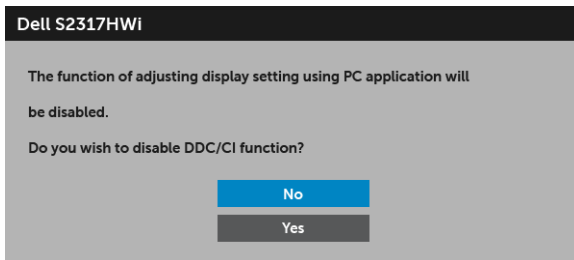 Dell S2317HWi
The function of adjusting display setting using PC application will
be disabled.
Do you wish to disable DDC/CI function?
No
Yes